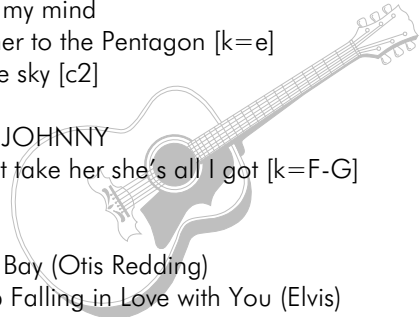 my mind
er to the Pentagon [k=e]
e sky [c2]
JOHNNY
t take her she's all I got [k=F-G]
Bay (Otis Redding)
Falling in Love with You (Elvis)